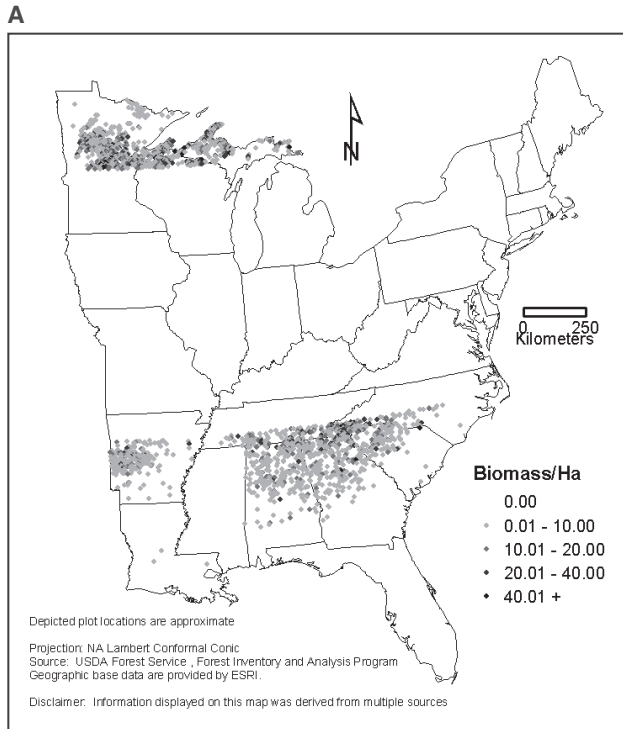 A
N
0 250
Kilometers
Biomass/Ha
0.00
0.01 - 10.00
10.01 - 20.00
20.01 - 40.00
40.01 +
Depicted plot locations are approximate
Projection: NA Lambert Conformal Conic
Source: USDA Forest Service , Forest Inventory and Analysis Program
Geographic base data are provided by ESRI.
Disclaimer: Information displayed on this map was derived from multiple sources